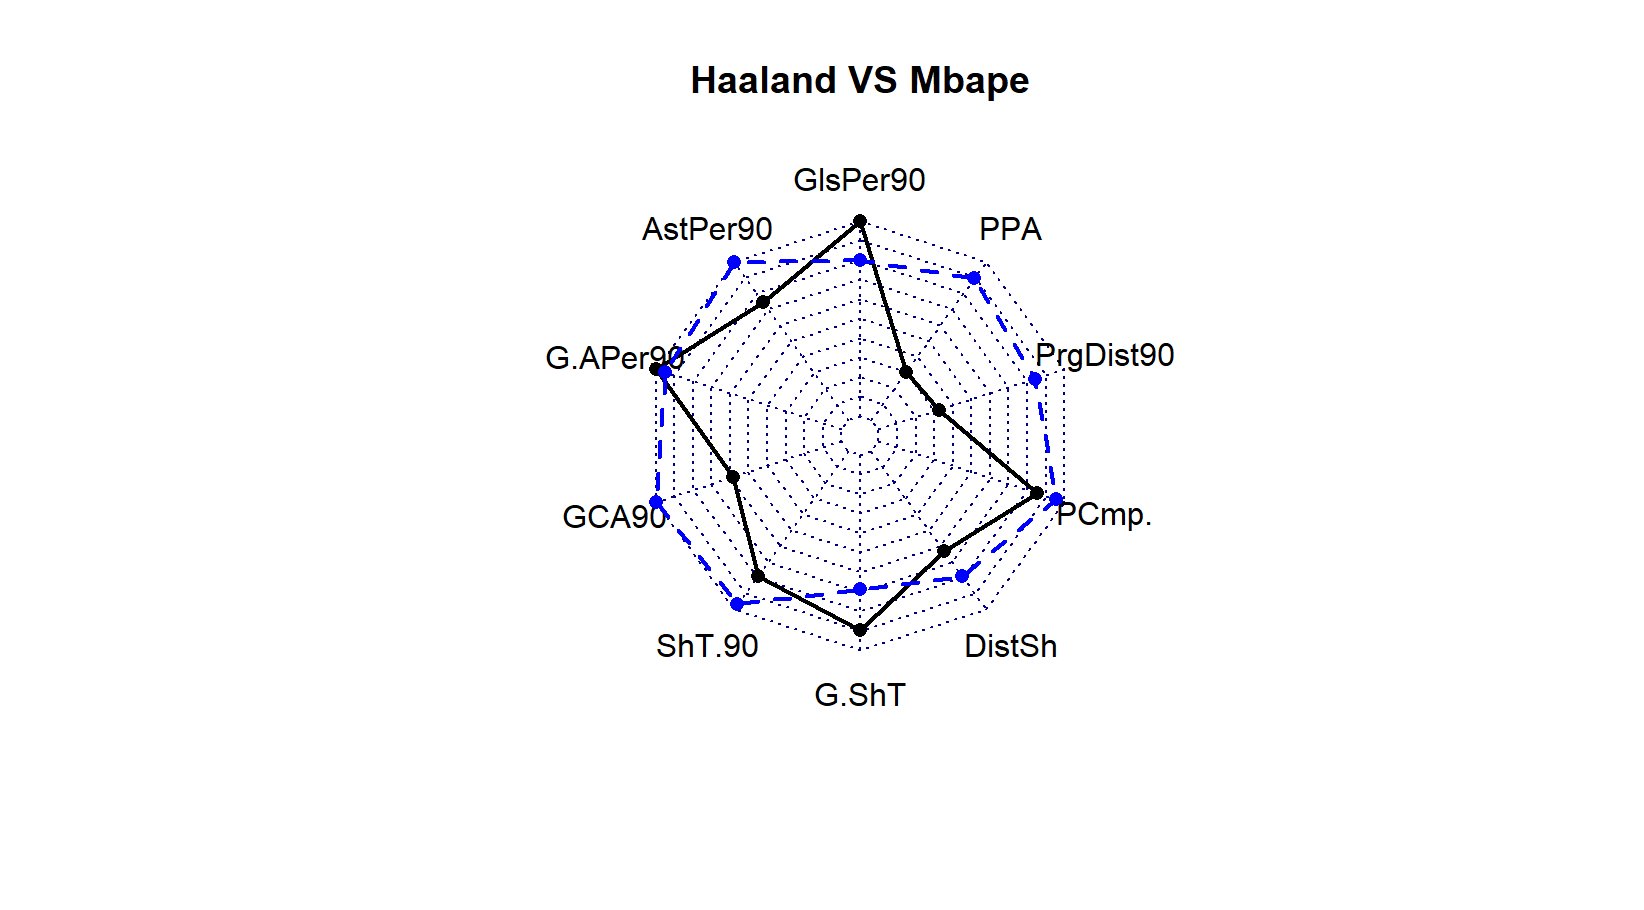 Haaland VS Mbape
GlsPer90
AstPer90
PPA
G.APer90
PrgDist90
GCA90
PCmp.
ShT.90
DistSh
G.ShT